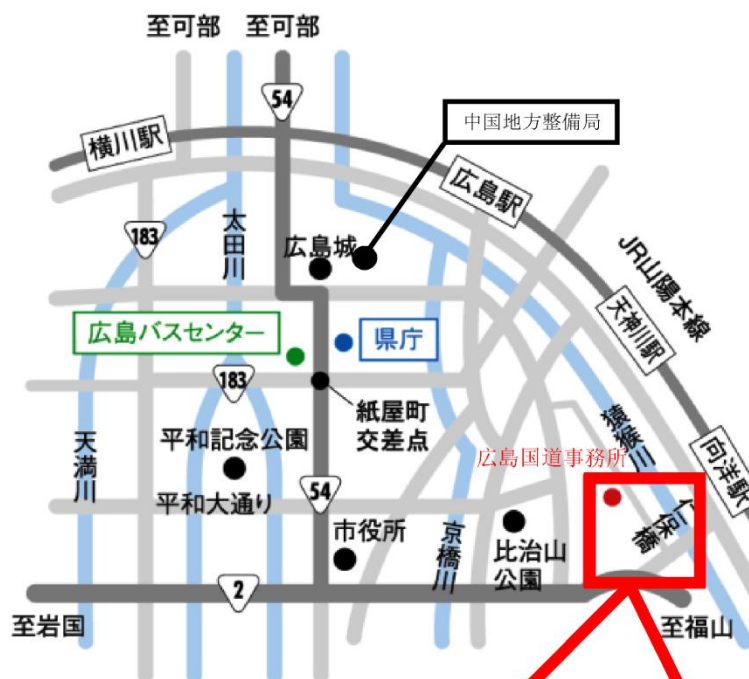 至可部
至可部
54
中国地方整備局
横川駅
広島駅
183
太田川
広島城
JR山陽本線
天神川駅
広島バスセンター
県庁
183
紙屋町
交差点
猿猴川
天満川
平和記念公園
広島国道事務所
向洋駅
平和大通り
54
仁保橋
市役所
京橋川
比治山
公園
2
至岩国
至福山